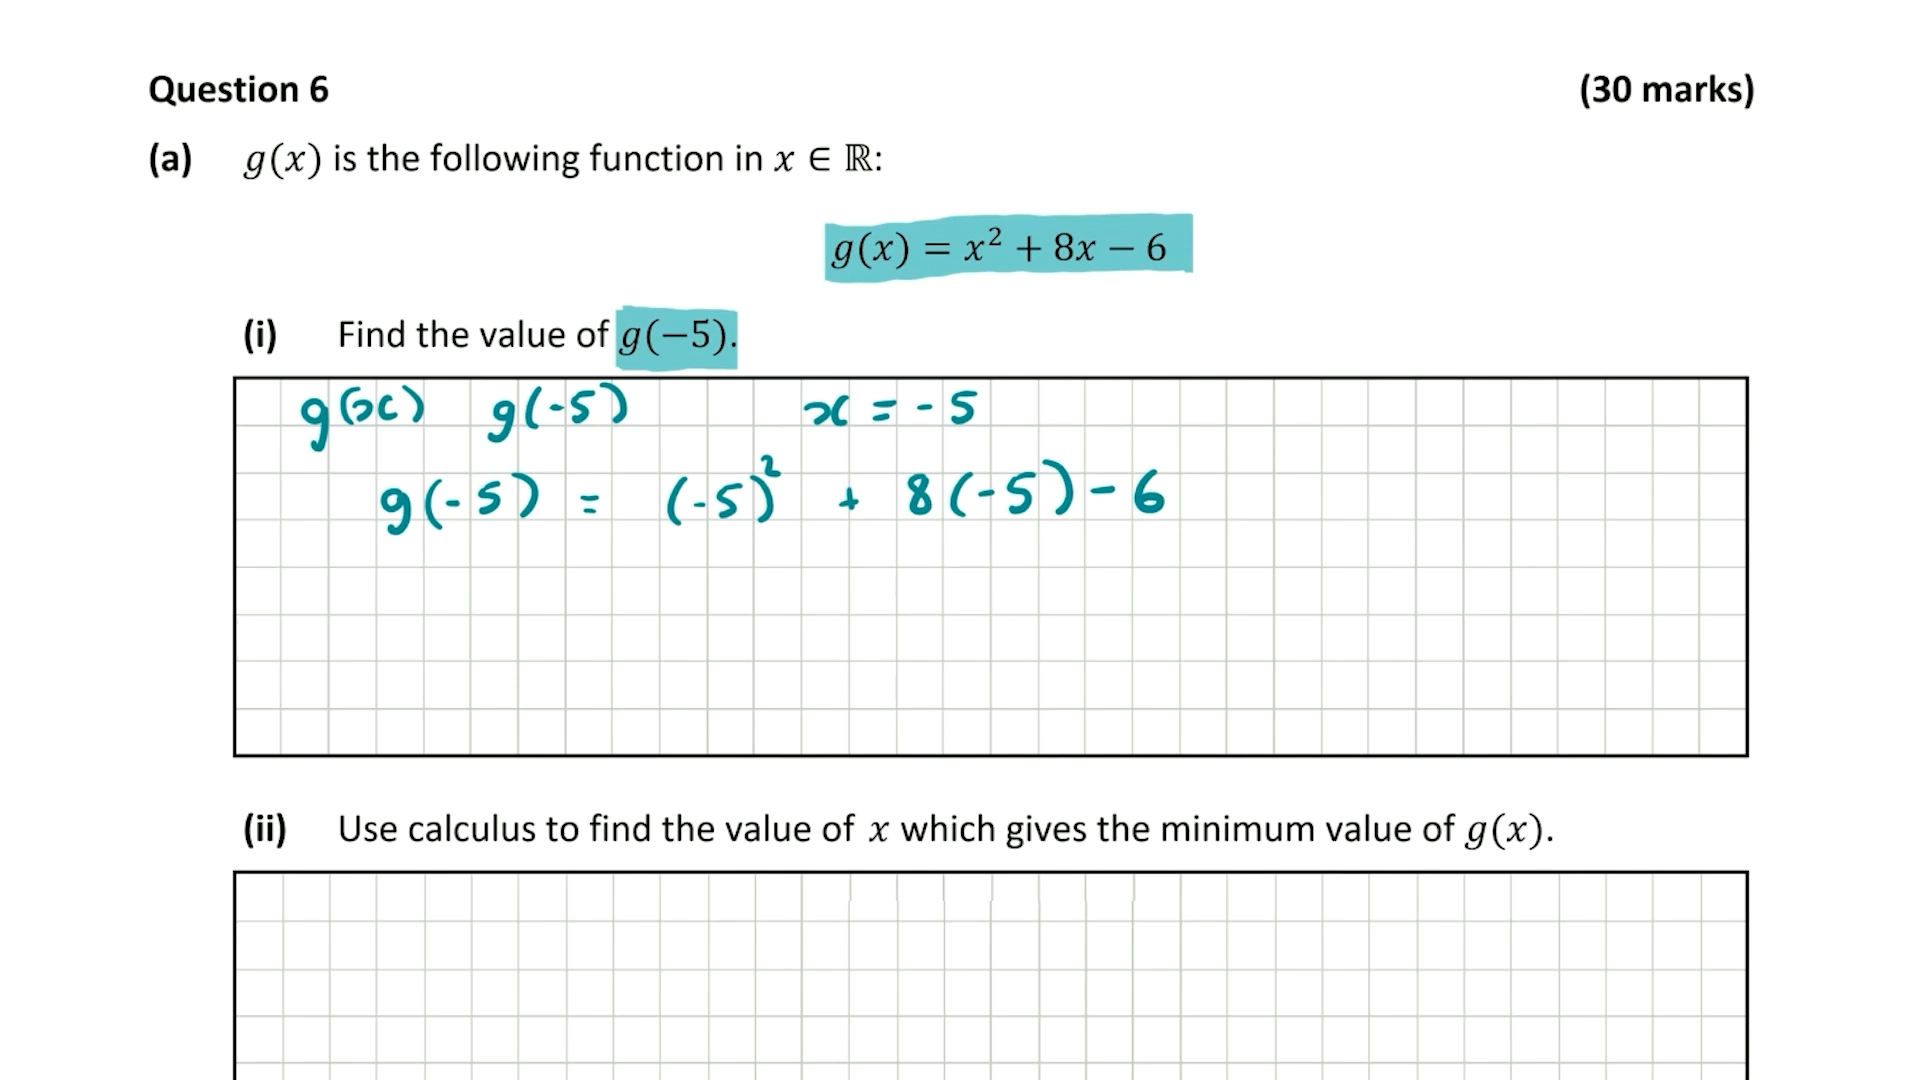 Question 6 (30 marks)
(a) g(x) is the following function in x ∈ ℝ:
g(x) = x² + 8x − 6
(i) Find the value of g(−5).
g(x) g(-5) x = -5
g(-5) = (-5)² + 8(-5) - 6
(ii) Use calculus to find the value of x which gives the minimum value of g(x).